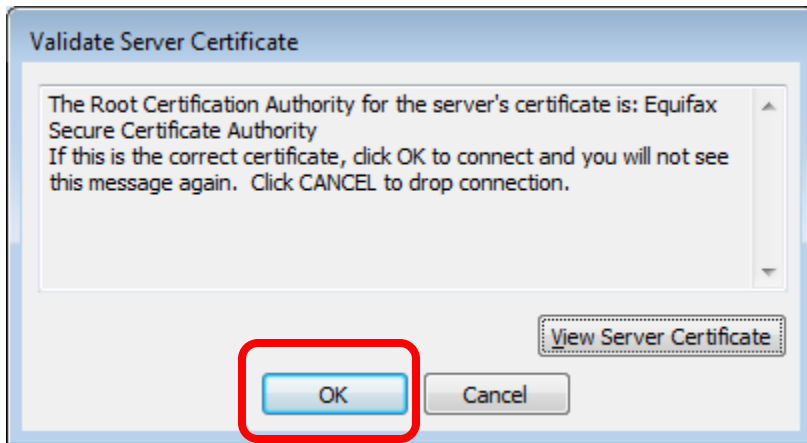 Validate Server Certificate
The Root Certification Authority for the server's certificate is: Equifax
Secure Certificate Authority
If this is the correct certificate, click OK to connect and you will not see
this message again.  Click CANCEL to drop connection.
View Server Certificate
OK
Cancel